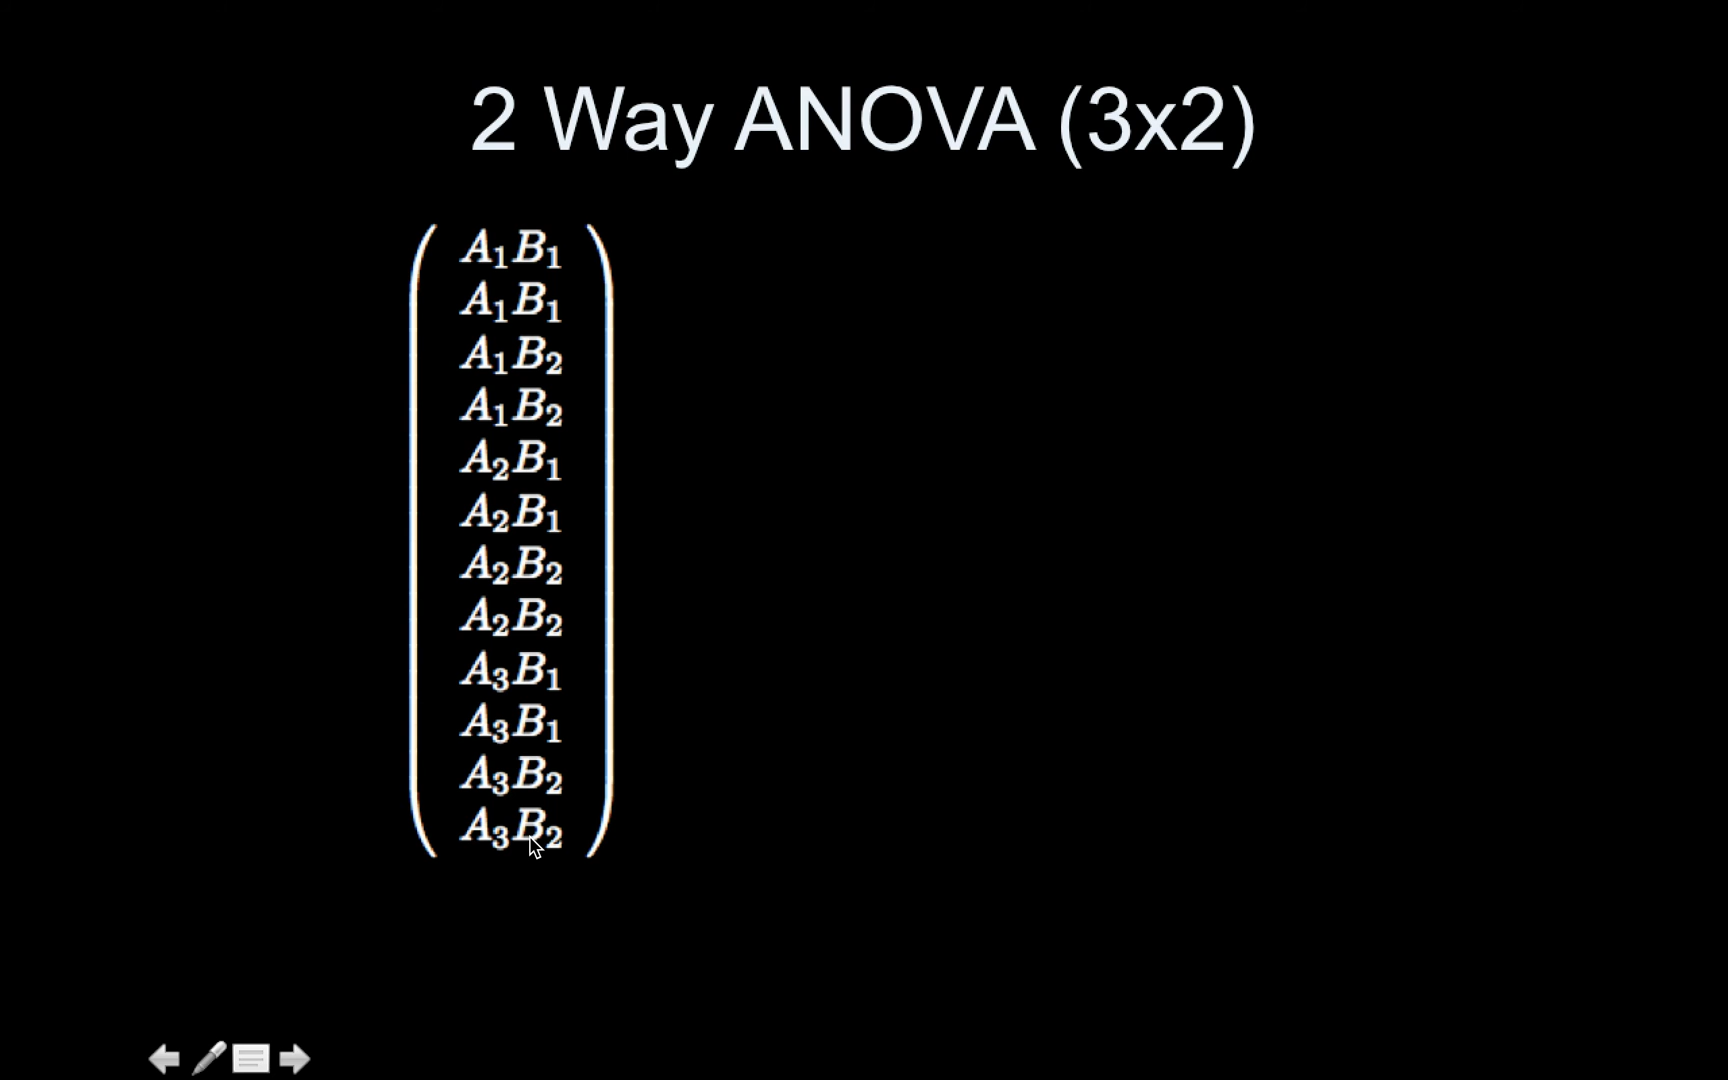 2 Way ANOVA (3x2)
A₁B₁
A₁B₁
A₁B₂
A₁B₂
A₂B₁
A₂B₁
A₂B₂
A₂B₂
A₃B₁
A₃B₁
A₃B₂
A₃B₂